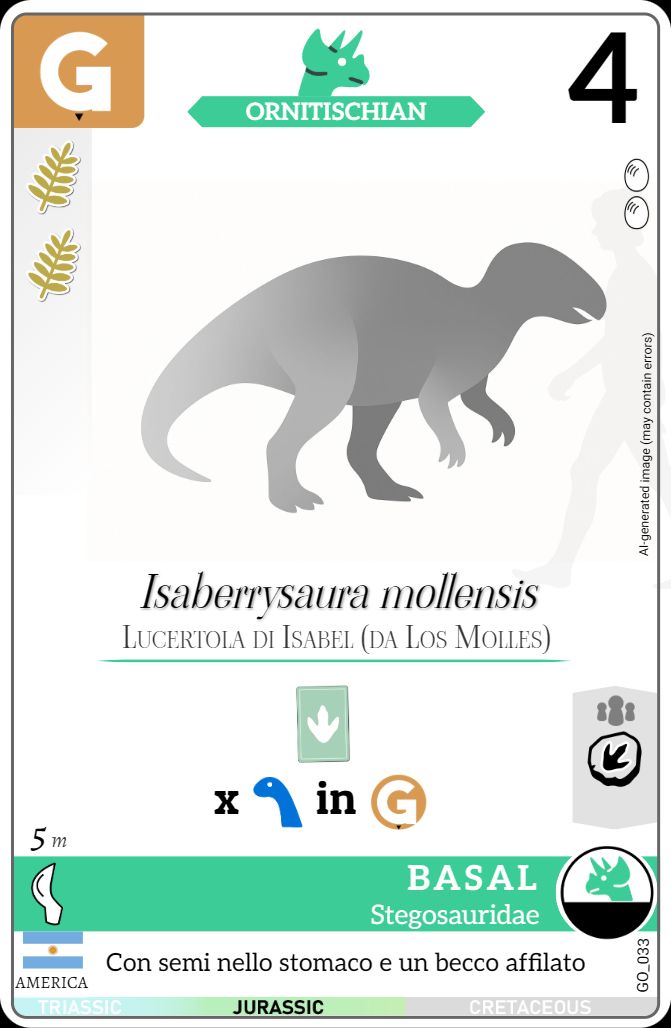 G
ORNITISCHIAN
4
AI-generated image (may contain errors)
Isaberrysaura mollensis
Lucertola di Isabel (da Los Molles)
x in G
5 m
BASAL
Stegosauridae
AMERICA
Con semi nello stomaco e un becco affilato
GO_033
TRIASSIC JURASSIC CRETACEOUS